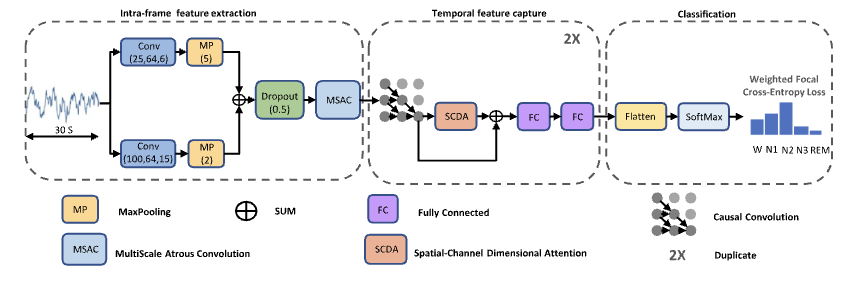 Intra-frame feature extraction
Temporal feature capture
Classification
Conv
(25,64,6)
MP
(5)
2X
Dropout
(0.5)
MSAC
SCDA
FC
FC
Flatten
SoftMax
Weighted Focal
Cross-Entropy Loss
30 S
Conv
(100,64,15)
MP
(2)
W N1 N2 N3 REM
MP
MaxPooling
SUM
FC
Fully Connected
Causal Convolution
MSAC
MultiScale Atrous Convolution
SCDA
Spatial-Channel Dimensional Attention
2X
Duplicate